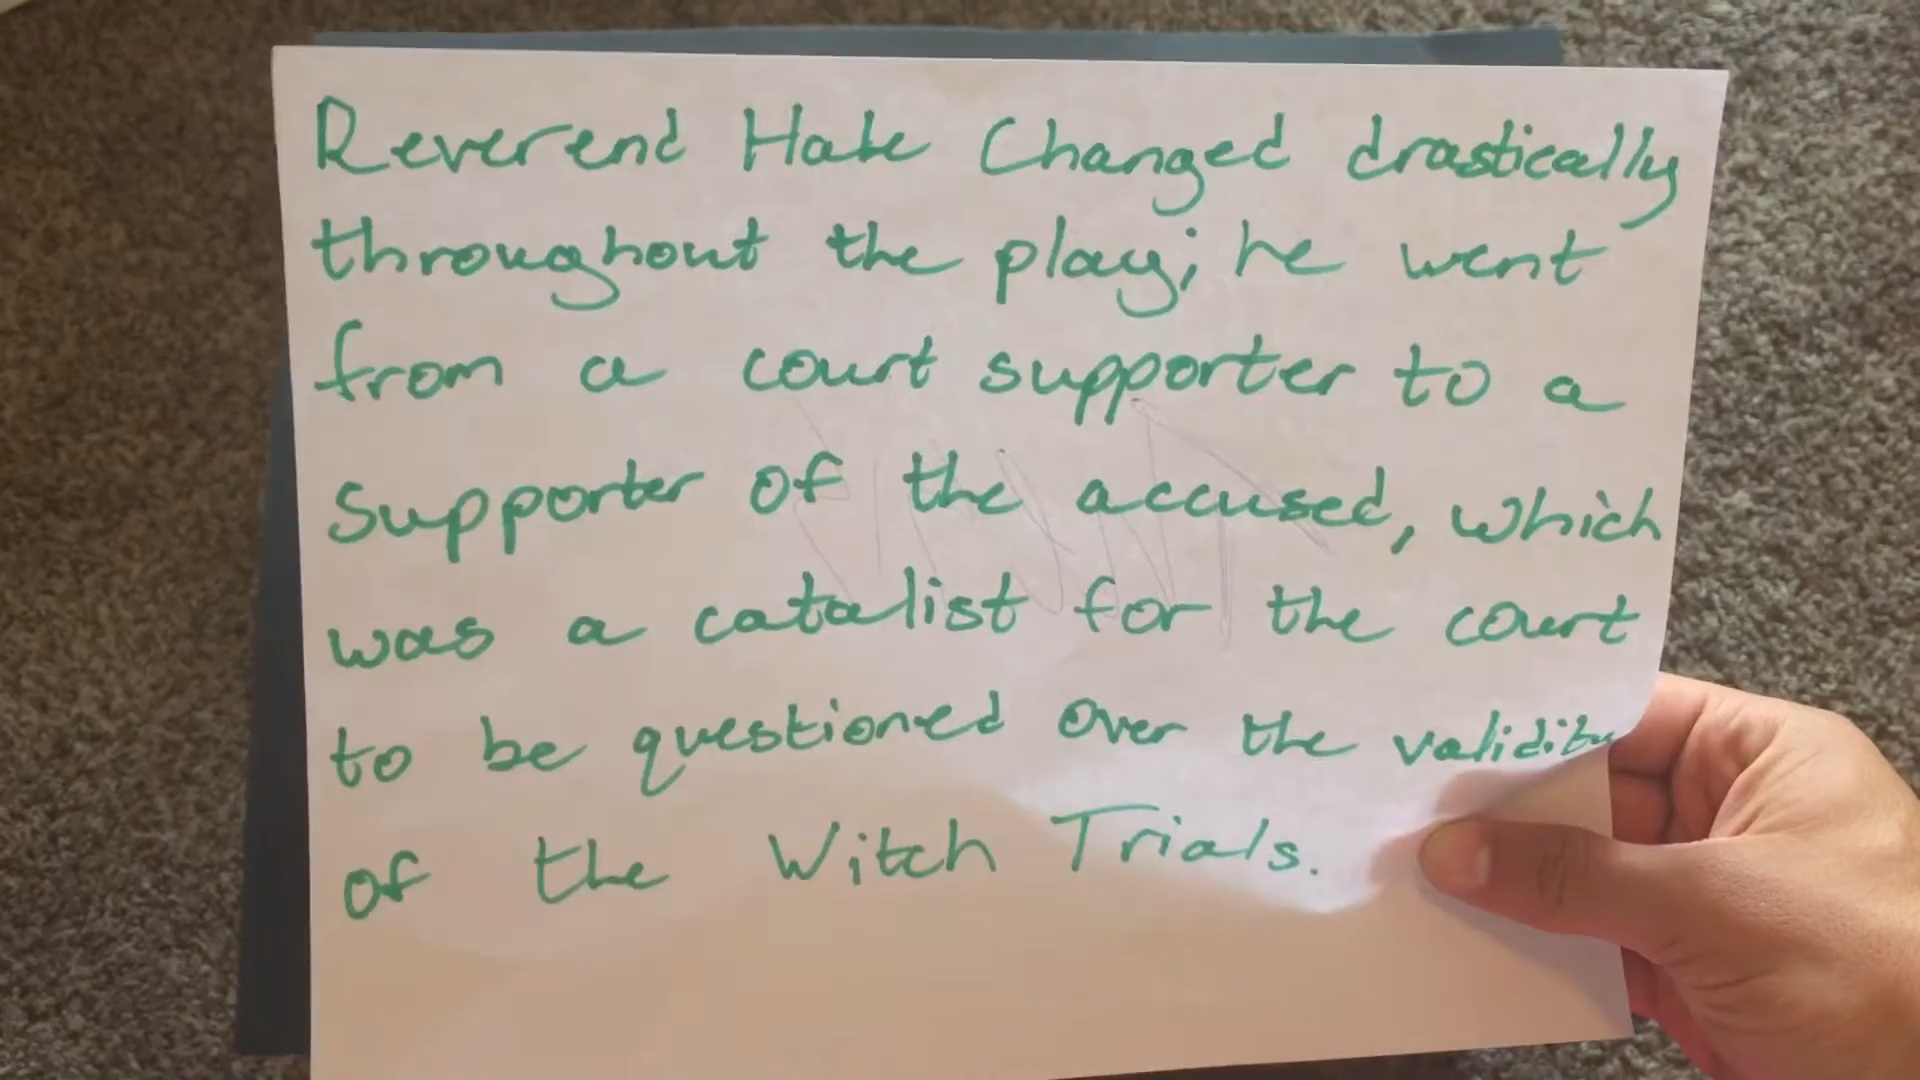 Reverend Hale Changed drastically
throughout the play; he went
from a court supporter to a
supporter of the accused, which
was a catalist for the court
to be questioned over the validity
of the Witch Trials.